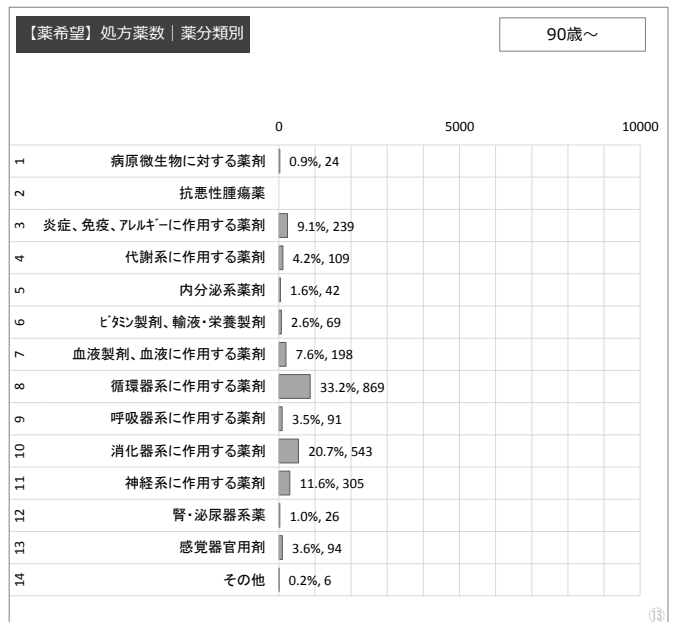 【薬希望】処方薬数｜薬分類別
90歳～
0 5000 10000
1 病原微生物に対する薬剤 0.9%, 24
2 抗悪性腫瘍薬
3 炎症、免疫、ｱﾚﾙｷﾞｰに作用する薬剤 9.1%, 239
4 代謝系に作用する薬剤 4.2%, 109
5 内分泌系薬剤 1.6%, 42
6 ﾋﾞﾀﾐﾝ製剤、輸液・栄養製剤 2.6%, 69
7 血液製剤、血液に作用する薬剤 7.6%, 198
8 循環器系に作用する薬剤 33.2%, 869
9 呼吸器系に作用する薬剤 3.5%, 91
10 消化器系に作用する薬剤 20.7%, 543
11 神経系に作用する薬剤 11.6%, 305
12 腎・泌尿器系薬 1.0%, 26
13 感覚器官用剤 3.6%, 94
14 その他 0.2%, 6
⑬